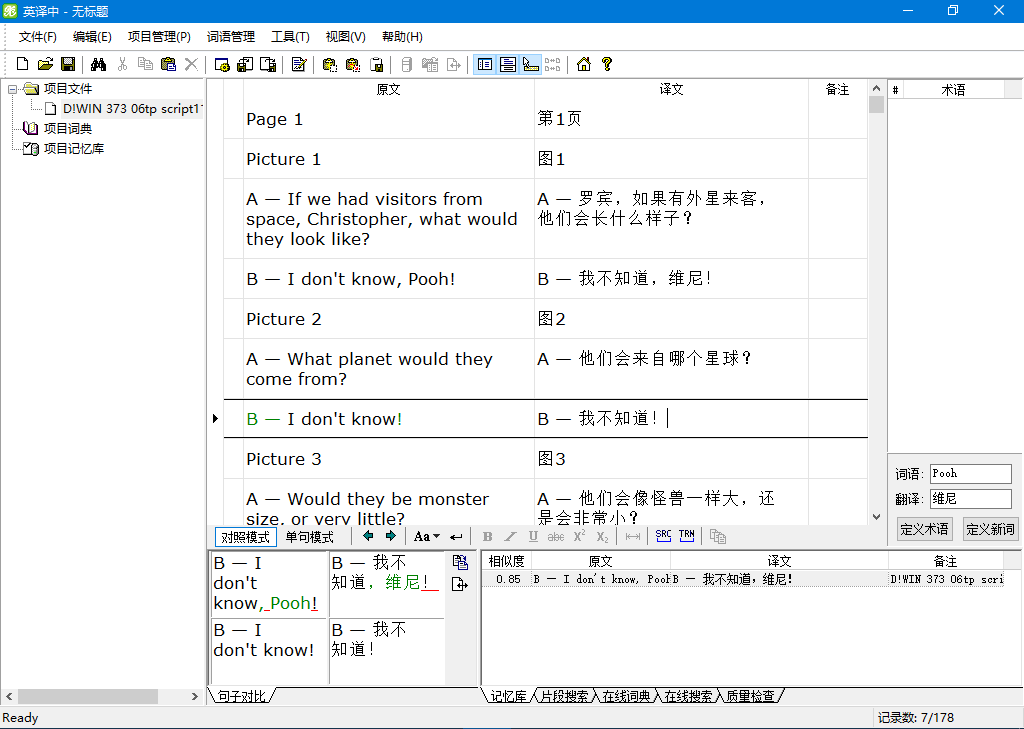 英译中 - 无标题
文件(F) 编辑(E) 项目管理(P) 词语管理 工具(T) 视图(V) 帮助(H)
项目文件
D!WIN 373 06tp script1
项目词典
项目记忆库
原文 译文 备注
Page 1 第1页
Picture 1 图1
A — If we had visitors from
space, Christopher, what would
they look like?
A — 罗宾，如果有外星来客，
他们会长什么样子？
B — I don't know, Pooh! B — 我不知道，维尼！
Picture 2 图2
A — What planet would they
come from?
A — 他们会来自哪个星球？
B — I don't know! B — 我不知道！
Picture 3 图3
A — Would they be monster
size, or very little?
A — 他们会像怪兽一样大，还
是会非常小？
# 术语
词语: Pooh
翻译: 维尼
定义术语 定义新词
对照模式 单句模式 Aa B I U abc X² X₂ SRC TRN
B — I
don't
know, Pooh!
B — 我不
知道，维尼！
B — I
don't know!
B — 我不
知道！
句子对比
相似度 原文 译文 备注
0.85 B — I don't know, Pooh B — 我不知道，维尼！ D!WIN 373 06tp scri
记忆库 片段搜索 在线词典 在线搜索 质量检查
Ready 记录数: 7/178